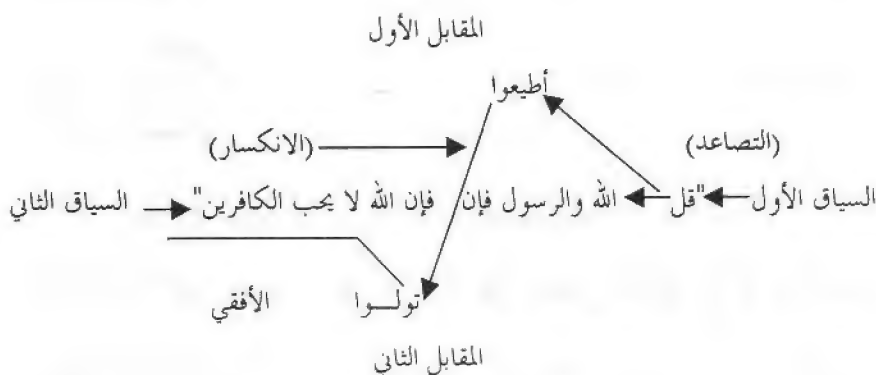 المقابل الأول
أطيعوا
(التصاعد) (الانكسار)
السياق الأول "قل الله والرسول فإن فإن الله لا يحب الكافرين" السياق الثاني
تولــوا الأفقي
المقابل الثاني